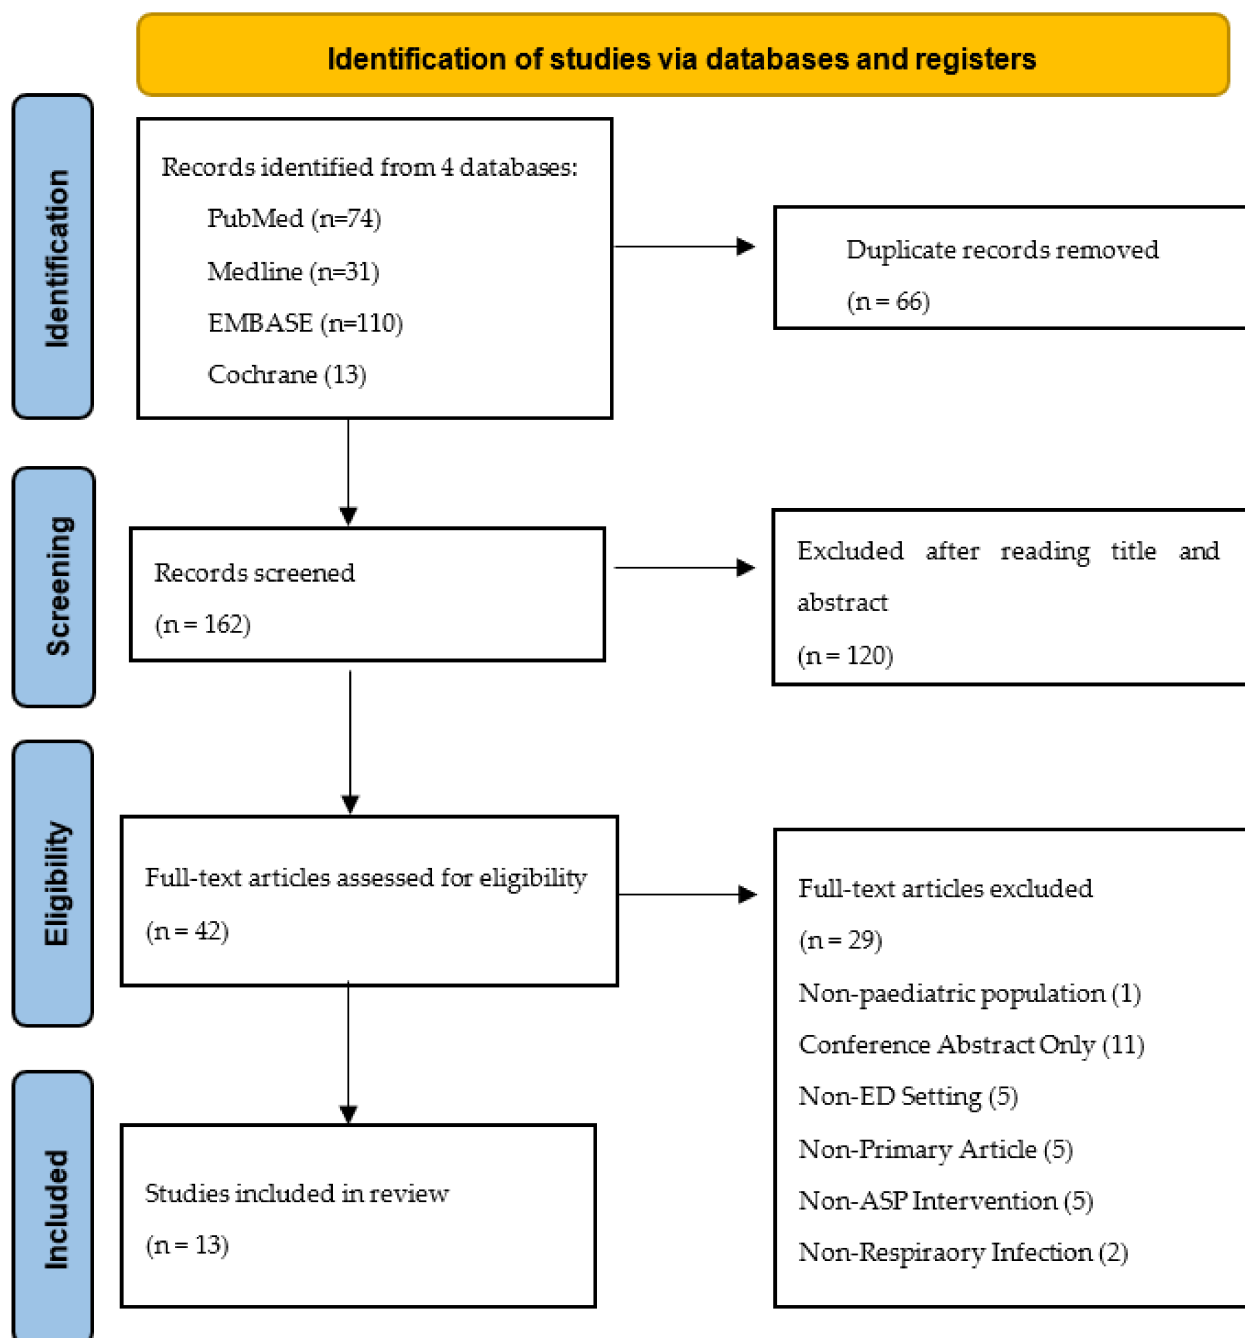 Identification of studies via databases and registers
Identification
Records identified from 4 databases:
PubMed (n=74)
Medline (n=31)
EMBASE (n=110)
Cochrane (13)
Duplicate records removed
(n = 66)
Screening
Records screened
(n = 162)
Excluded after reading title and
abstract
(n = 120)
Eligibility
Full-text articles assessed for eligibility
(n = 42)
Full-text articles excluded
(n = 29)
Non-paediatric population (1)
Conference Abstract Only (11)
Non-ED Setting (5)
Non-Primary Article (5)
Non-ASP Intervention (5)
Non-Respiraory Infection (2)
Included
Studies included in review
(n = 13)